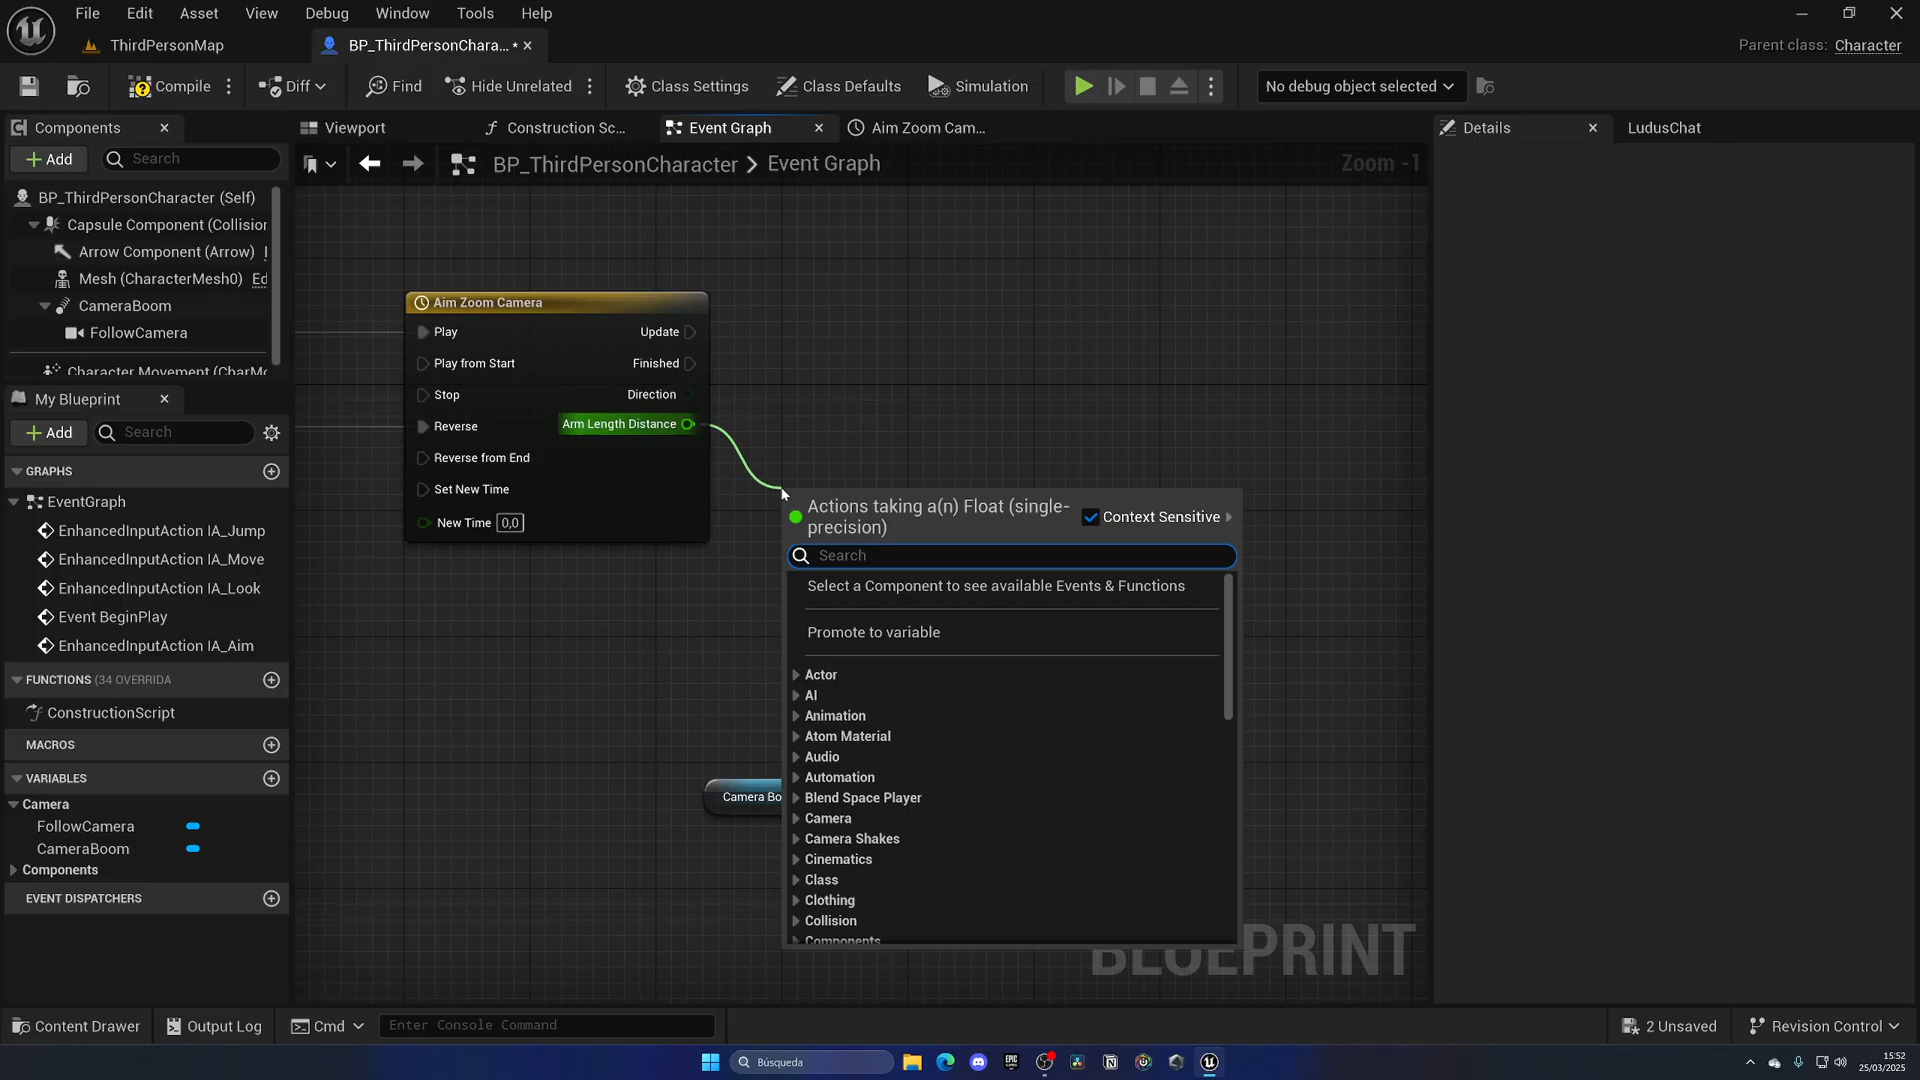 File Edit Asset View Debug Window Tools Help
ThirdPersonMap
BP_ThirdPersonChara... •
Parent class: Character
Compile
Diff
Find
Hide Unrelated
Class Settings
Class Defaults
Simulation
No debug object selected
Components
Viewport
Construction Sc...
Event Graph
Aim Zoom Cam...
Details
LudusChat
+ Add
Search
BP_ThirdPersonCharacter > Event Graph
Zoom -1
BP_ThirdPersonCharacter (Self)
Capsule Component (Collision
Arrow Component (Arrow)
Mesh (CharacterMesh0) Ed
CameraBoom
FollowCamera
Character Movement (CharMo
My Blueprint
+ Add
Search
GRAPHS
EventGraph
EnhancedInputAction IA_Jump
EnhancedInputAction IA_Move
EnhancedInputAction IA_Look
Event BeginPlay
EnhancedInputAction IA_Aim
FUNCTIONS (34 OVERRIDA
ConstructionScript
MACROS
VARIABLES
Camera
FollowCamera
CameraBoom
Components
EVENT DISPATCHERS
Aim Zoom Camera
Play
Update
Play from Start
Finished
Stop
Direction
Reverse
Arm Length Distance
Reverse from End
Set New Time
New Time 0,0
Camera Bo
Actions taking a(n) Float (single-
precision)
Context Sensitive
Search
Select a Component to see available Events & Functions
Promote to variable
Actor
AI
Animation
Atom Material
Audio
Automation
Blend Space Player
Camera
Camera Shakes
Cinematics
Class
Clothing
Collision
Components
BLUEPRINT
Content Drawer
Output Log
Cmd
Enter Console Command
2 Unsaved
Revision Control
Búsqueda
15:52
25/03/2025